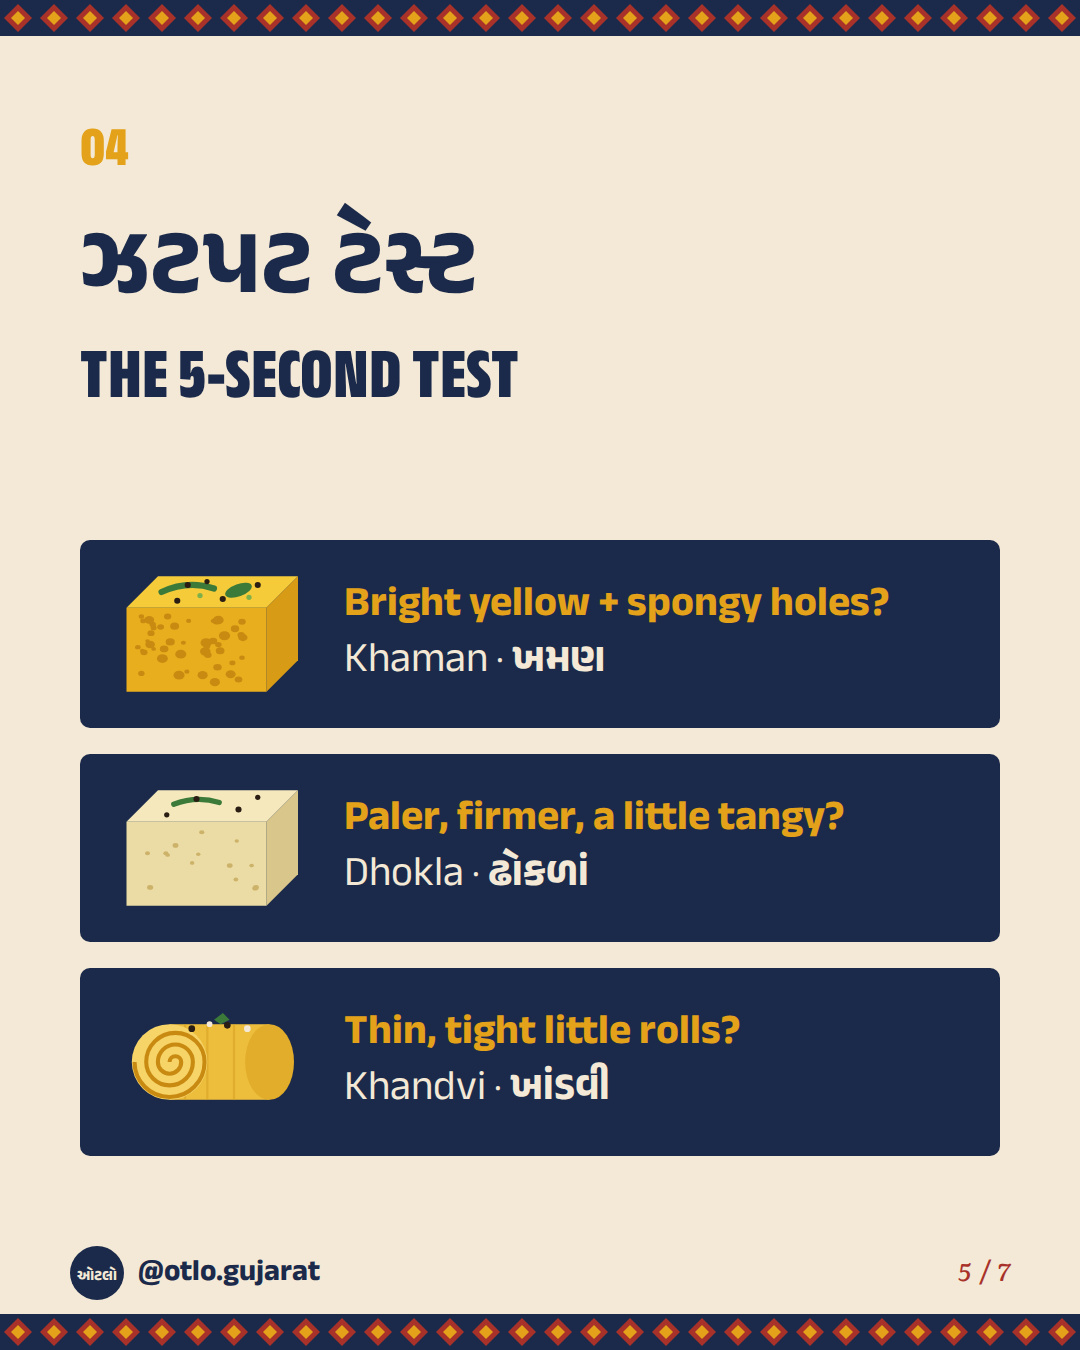 04
ઝટપટ ટેસ્ટ
THE 5-SECOND TEST
Bright yellow + spongy holes?
Khaman · ખમણ
Paler, firmer, a little tangy?
Dhokla · ઢોકળાં
Thin, tight little rolls?
Khandvi · ખાંડવી
ઓટલો @otlo.gujarat
5 / 7